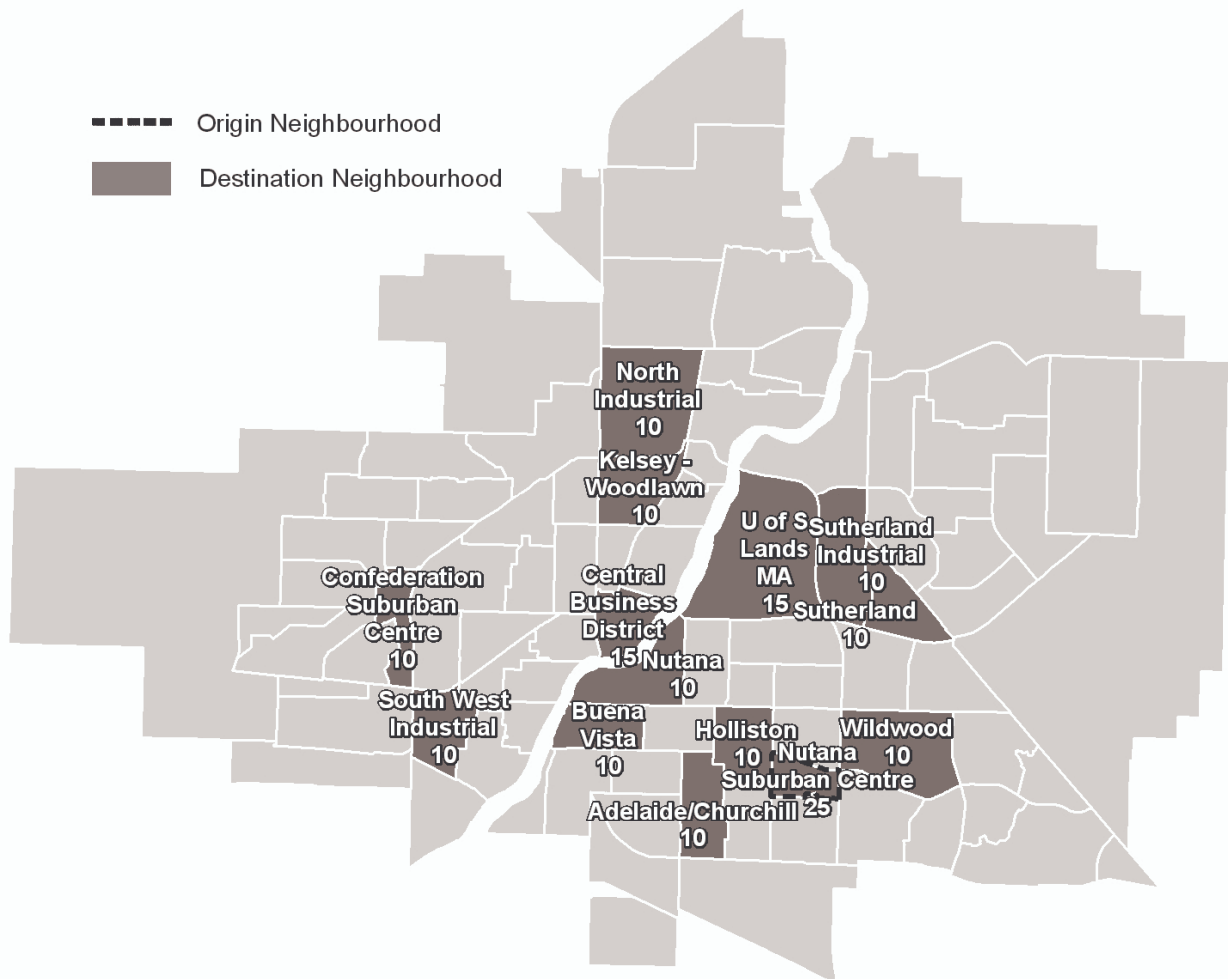 Origin Neighbourhood
Destination Neighbourhood
North
Industrial
10
Kelsey -
Woodlawn
10
U of S
Lands
MA
15
Sutherland
Industrial
10
Sutherland
10
Confederation
Suburban
Centre
10
Central
Business
District
15
Nutana
10
South West
Industrial
10
Buena
Vista
10
Holliston
10
Wildwood
10
Nutana
Suburban Centre
25
Adelaide/Churchill
10